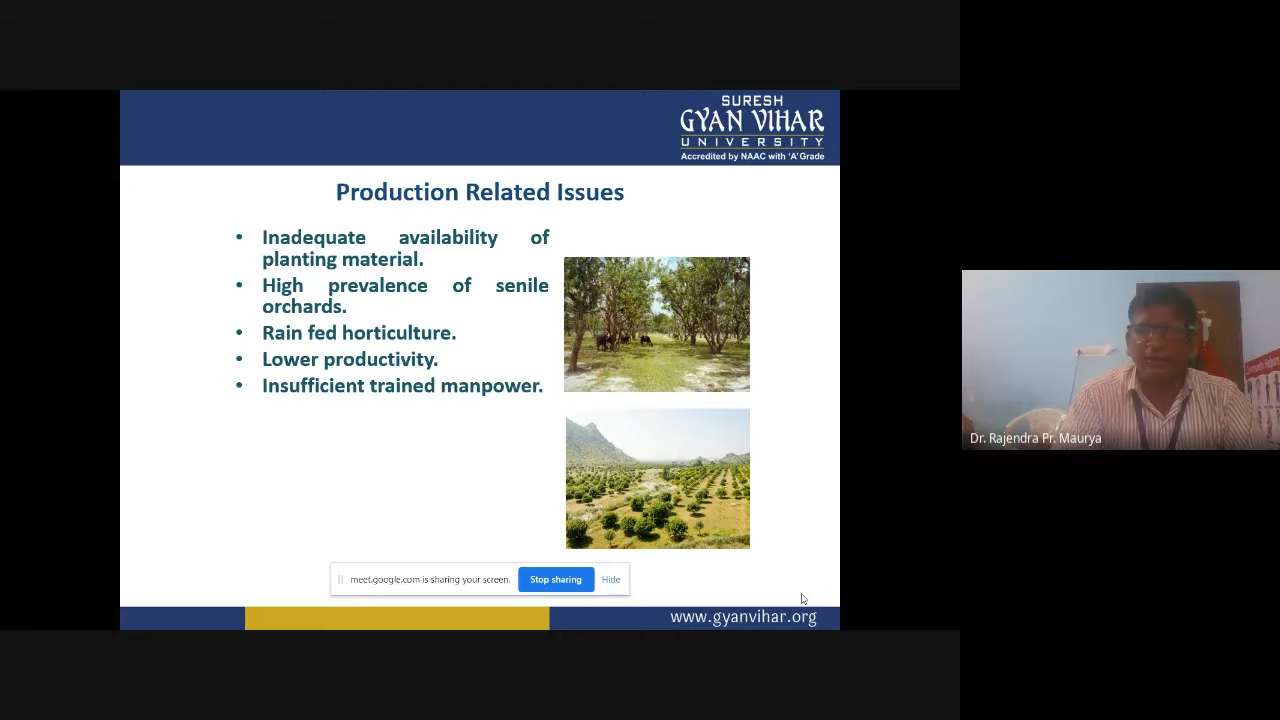 SURESH
GYAN VIHAR
UNIVERSITY
Accredited by NAAC with 'A' Grade
Production Related Issues
• Inadequate availability of
planting material.
• High prevalence of senile
orchards.
• Rain fed horticulture.
• Lower productivity.
• Insufficient trained manpower.
meet.google.com is sharing your screen. Stop sharing Hide
www.gyanvihar.org
Dr. Rajendra Pr. Maurya